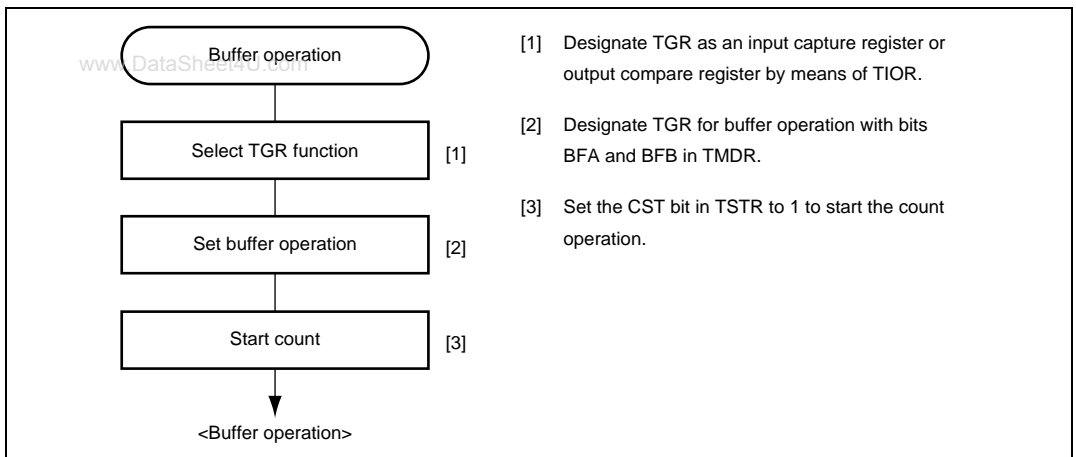 Buffer operation
www.DataSheet4U.com
Select TGR function
[1]
Set buffer operation
[2]
Start count
[3]
<Buffer operation>
[1] Designate TGR as an input capture register or
output compare register by means of TIOR.
[2] Designate TGR for buffer operation with bits
BFA and BFB in TMDR.
[3] Set the CST bit in TSTR to 1 to start the count
operation.